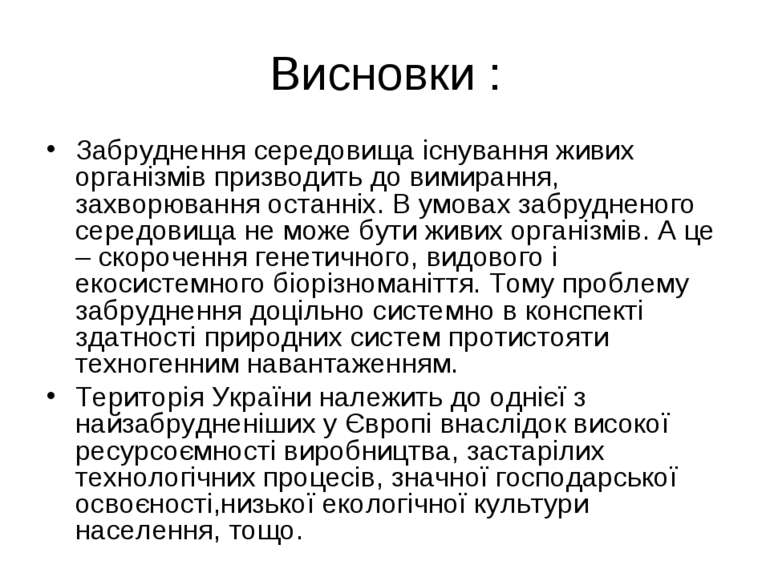 Висновки :
• Забруднення середовища існування живих
організмів призводить до вимирання,
захворювання останніх. В умовах забрудненого
середовища не може бути живих організмів. А це
– скорочення генетичного, видового і
екосистемного біорізноманіття. Тому проблему
забруднення доцільно системно в конспекті
здатності природних систем протистояти
техногенним навантаженням.
• Територія України належить до однієї з
найзабрудненіших у Європі внаслідок високої
ресурсоємності виробництва, застарілих
технологічних процесів, значної господарської
освоєності,низької екологічної культури
населення, тощо.